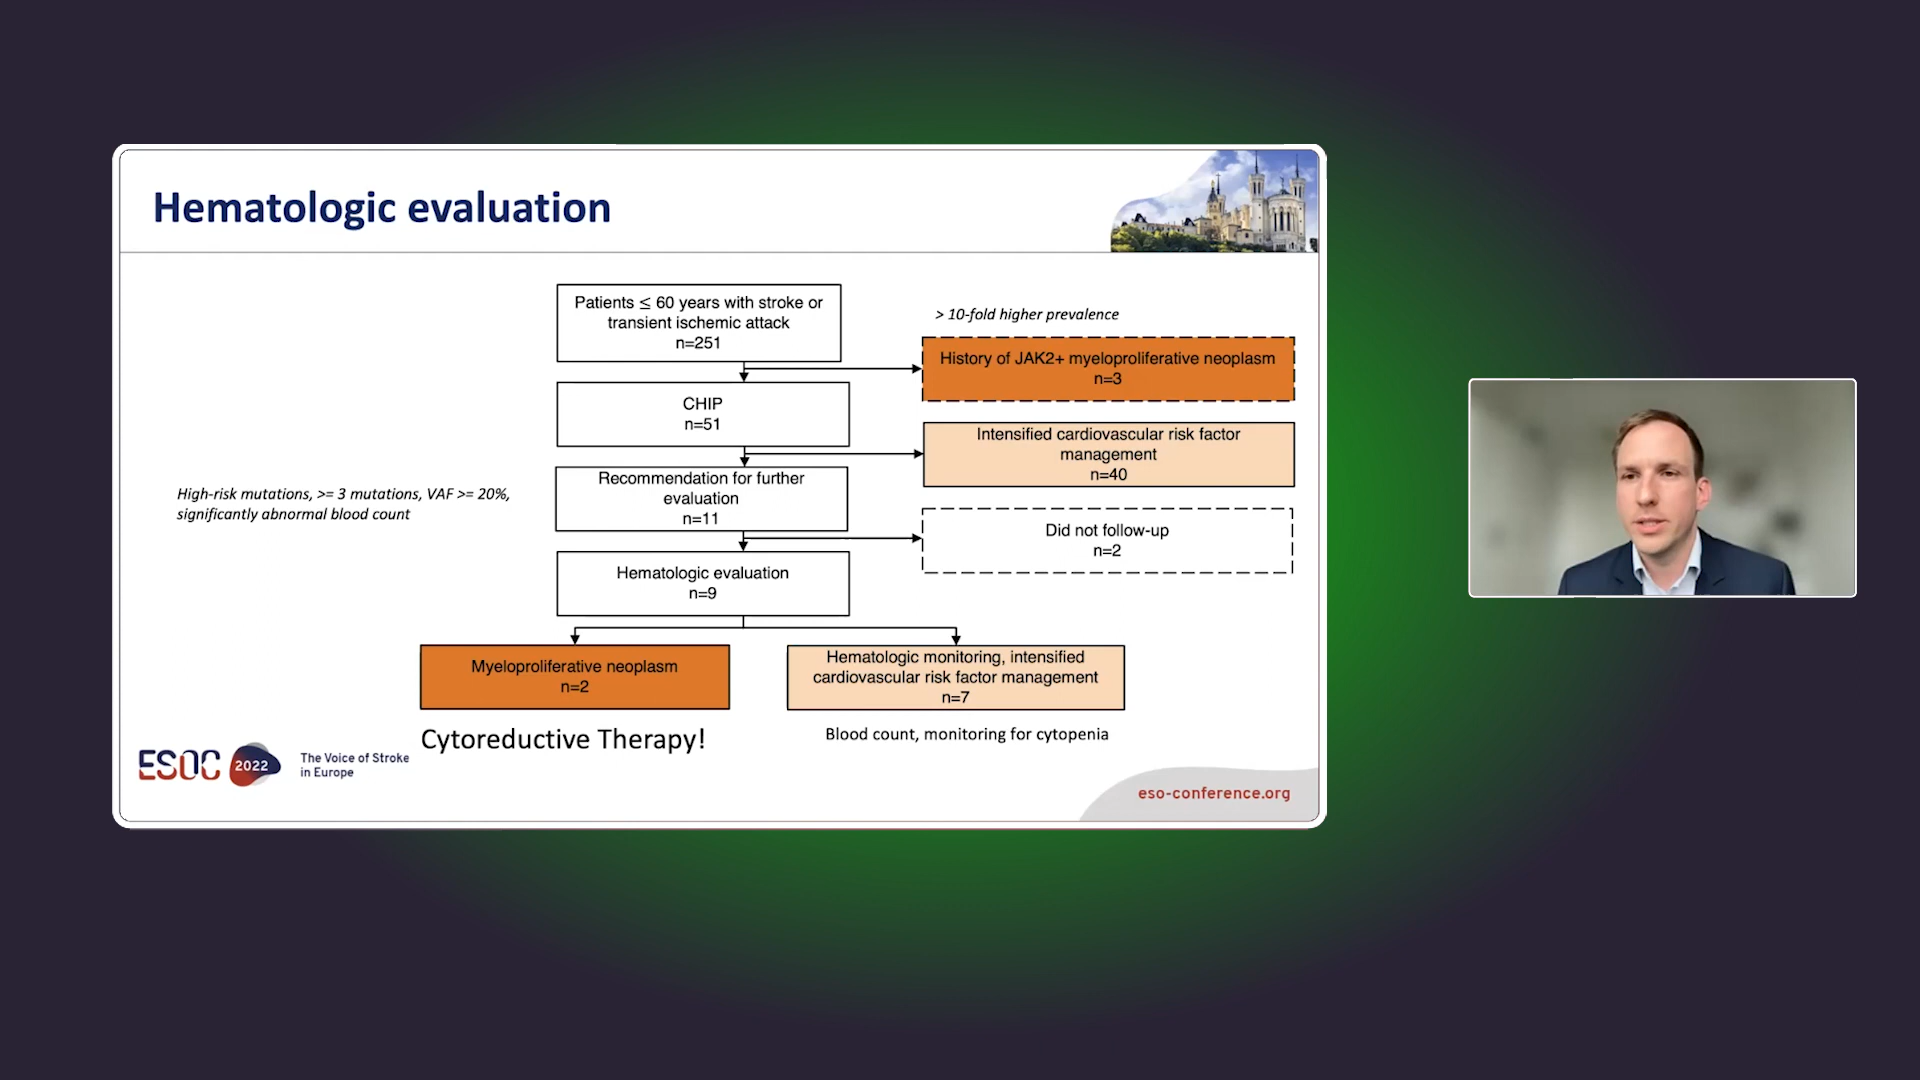 Hematologic evaluation
Patients ≤ 60 years with stroke or
transient ischemic attack
n=251
> 10-fold higher prevalence
History of JAK2+ myeloproliferative neoplasm
n=3
CHIP
n=51
Intensified cardiovascular risk factor
management
n=40
High-risk mutations, >= 3 mutations, VAF >= 20%,
significantly abnormal blood count
Recommendation for further
evaluation
n=11
Did not follow-up
n=2
Hematologic evaluation
n=9
Myeloproliferative neoplasm
n=2
Hematologic monitoring, intensified
cardiovascular risk factor management
n=7
Cytoreductive Therapy!
Blood count, monitoring for cytopenia
ESOC 2022
The Voice of Stroke
in Europe
eso-conference.org